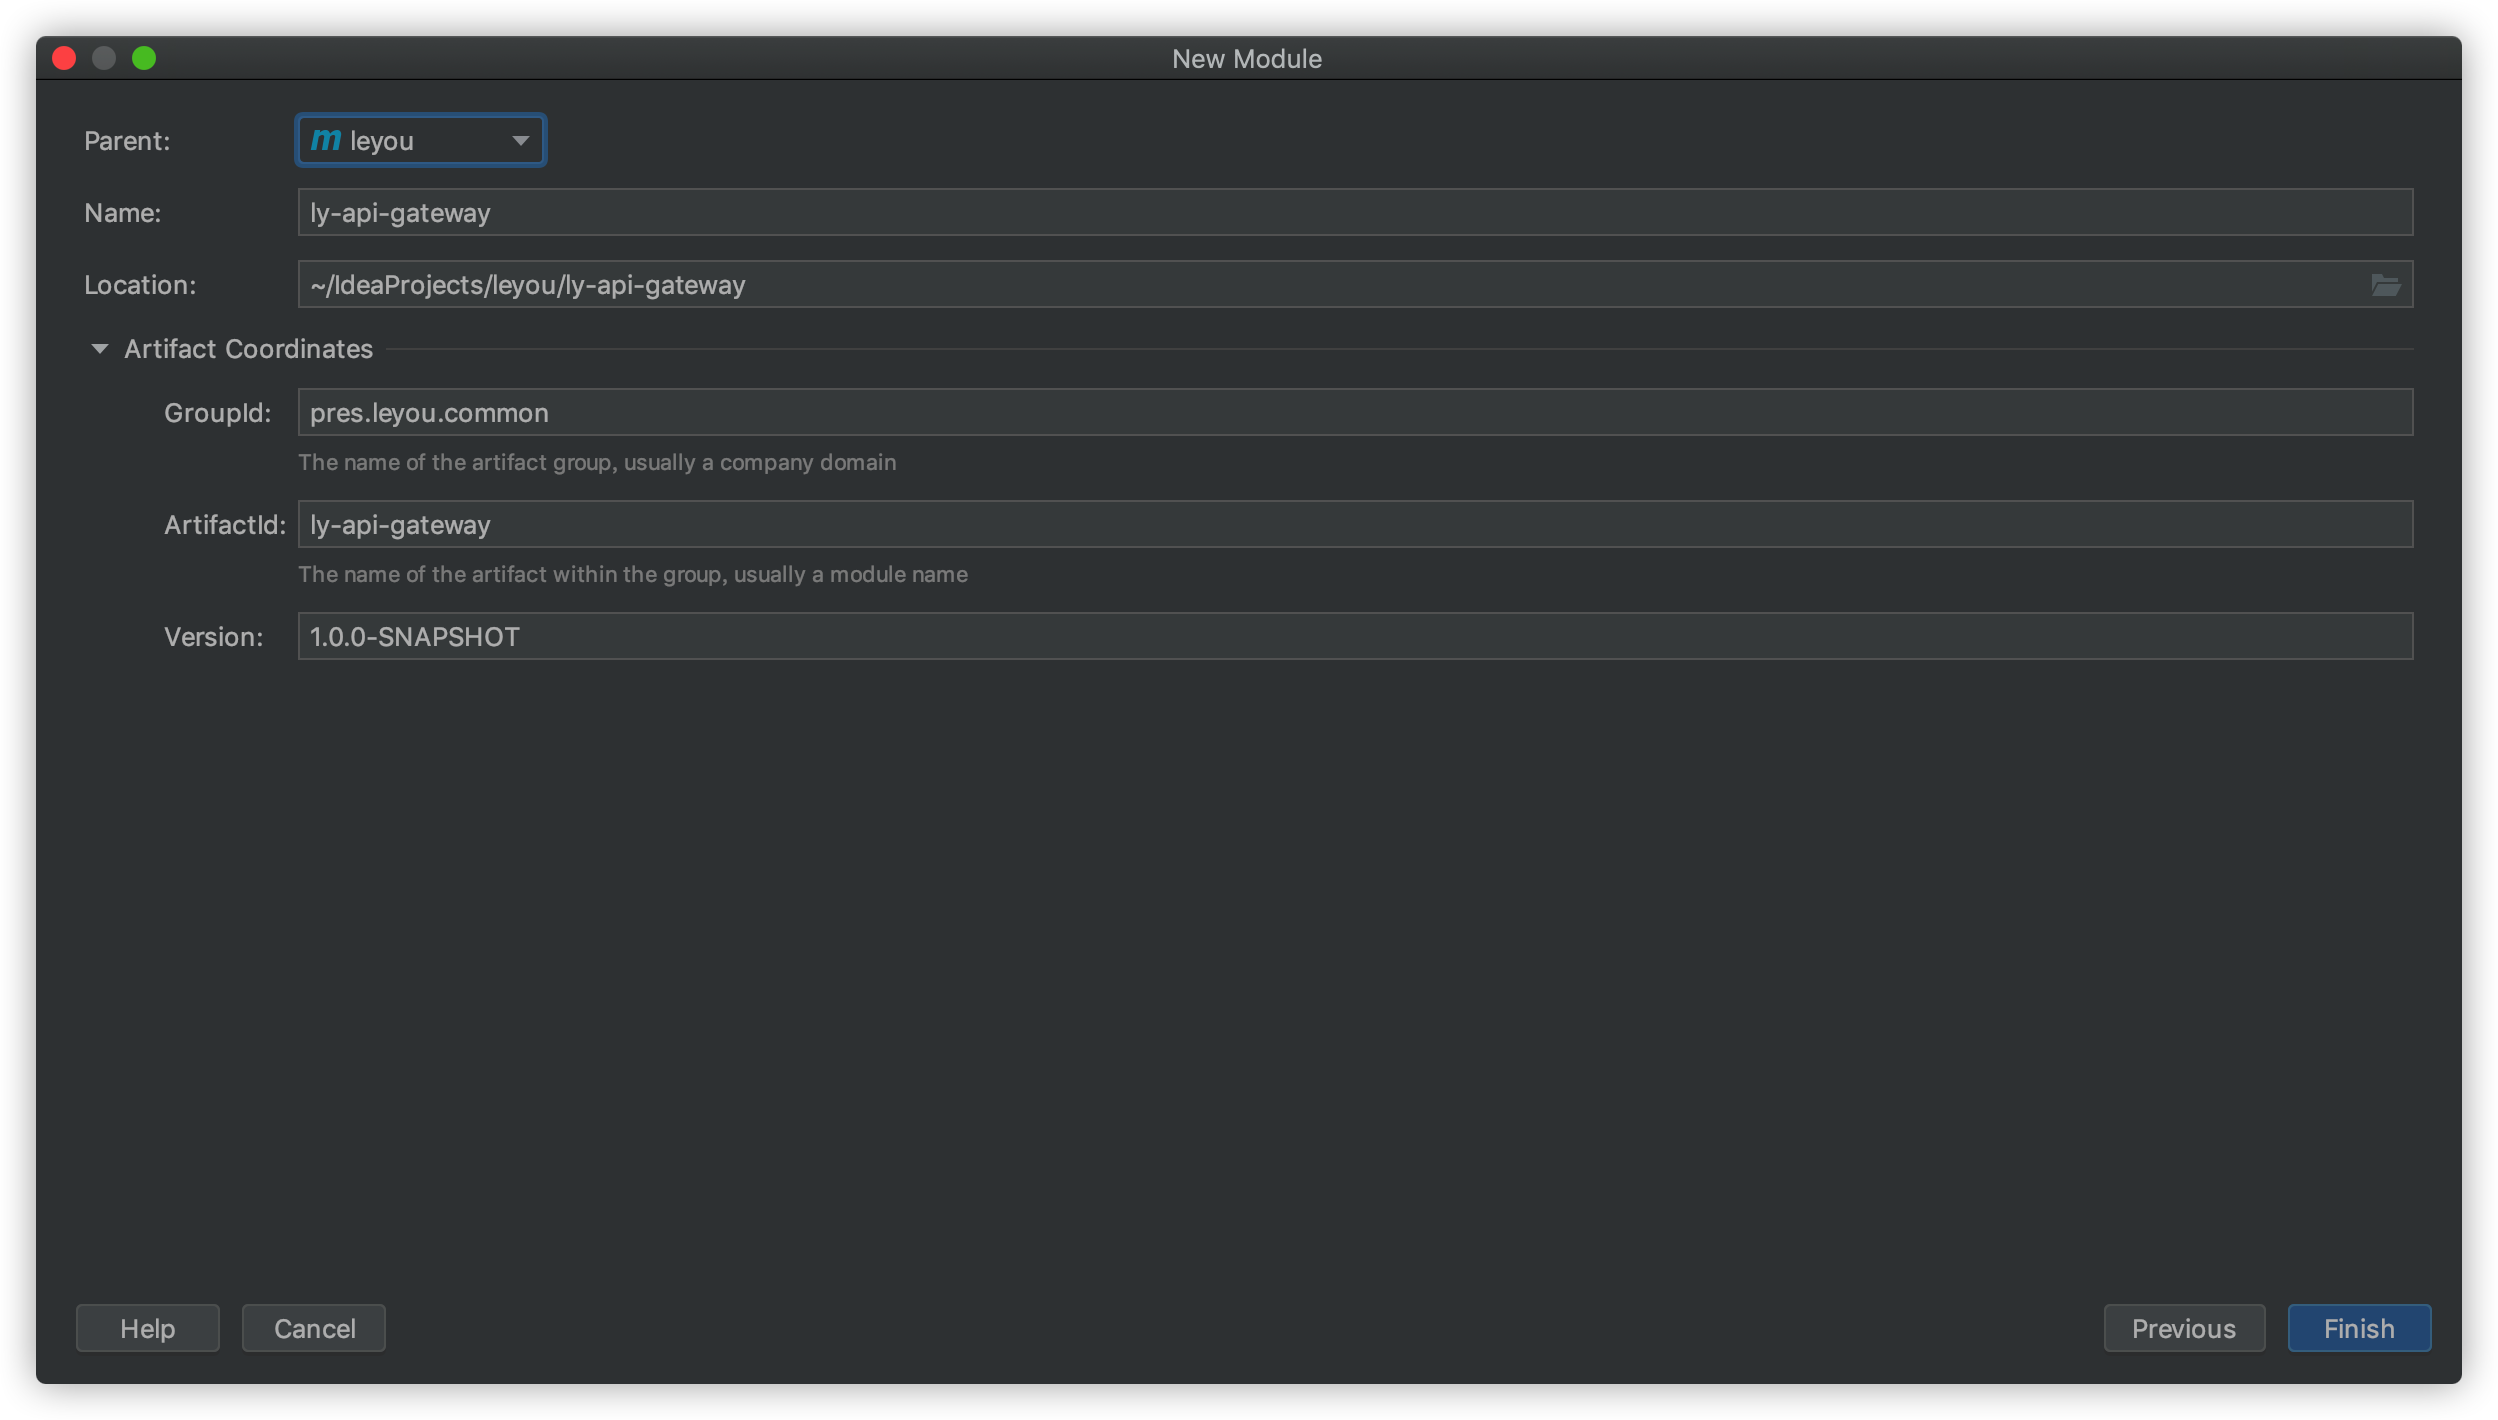 New Module
Parent: m leyou
Name: ly-api-gateway
Location: ~/IdeaProjects/leyou/ly-api-gateway
Artifact Coordinates
GroupId: pres.leyou.common
The name of the artifact group, usually a company domain
ArtifactId: ly-api-gateway
The name of the artifact within the group, usually a module name
Version: 1.0.0-SNAPSHOT
Help Cancel Previous Finish